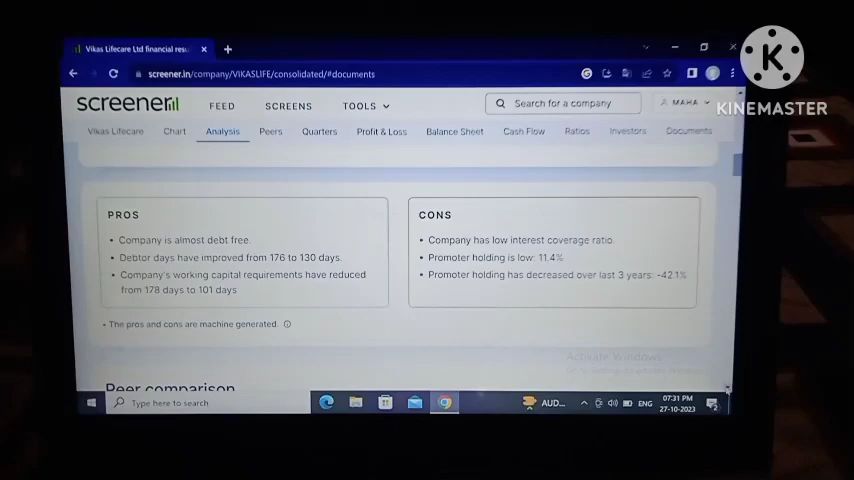 Vikas Lifecare Ltd financial resu
KINEMASTER
screener.in/company/VIKASLIFE/consolidated/#documents
screener FEED SCREENS TOOLS Search for a company MAHA
Vikas Lifecare Chart Analysis Peers Quarters Profit & Loss Balance Sheet Cash Flow Ratios Investors Documents
PROS
• Company is almost debt free.
• Debtor days have improved from 176 to 130 days.
• Company's working capital requirements have reduced
from 178 days to 101 days
CONS
• Company has low interest coverage ratio.
• Promoter holding is low: 11.4%
• Promoter holding has decreased over last 3 years: -42.1%
• The pros and cons are machine generated.
Activate Windows
Peer comparison
Type here to search AUD... ENG 07:31 PM
27-10-2023